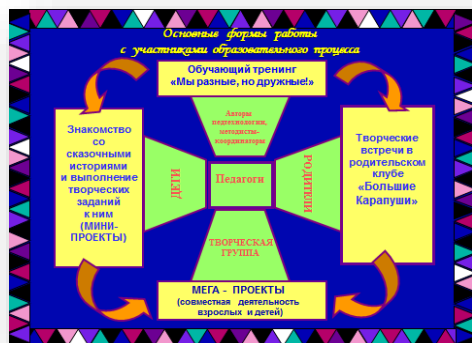 Основные формы работы
с участниками образовательного процесса
Обучающий тренинг
«Мы разные, но дружные!»
Авторы
педтехнологии,
методисты-
координаторы
Знакомство
со
сказочными
историями
и выполнение
творческих
заданий
к ним
(МИНИ-
ПРОЕКТЫ)
ДЕТИ
Педагоги
РОДИТЕЛИ
Творческие
встречи в
родительском
клубе
«Большие
Карапуши»
ТВОРЧЕСКАЯ
ГРУППА
МЕГА - ПРОЕКТЫ
(совместная деятельность
взрослых и детей)